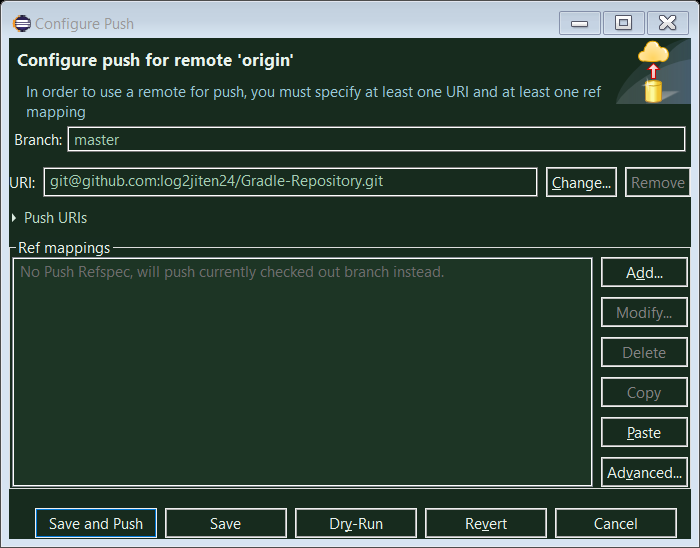 Configure Push
Configure push for remote 'origin'
In order to use a remote for push, you must specify at least one URI and at least one ref
mapping
Branch: master
URI: git@github.com:log2jiten24/Gradle-Repository.git Change... Remove
Push URIs
Ref mappings
No Push Refspec, will push currently checked out branch instead.
Add...
Modify...
Delete
Copy
Paste
Advanced...
Save and Push Save Dry-Run Revert Cancel